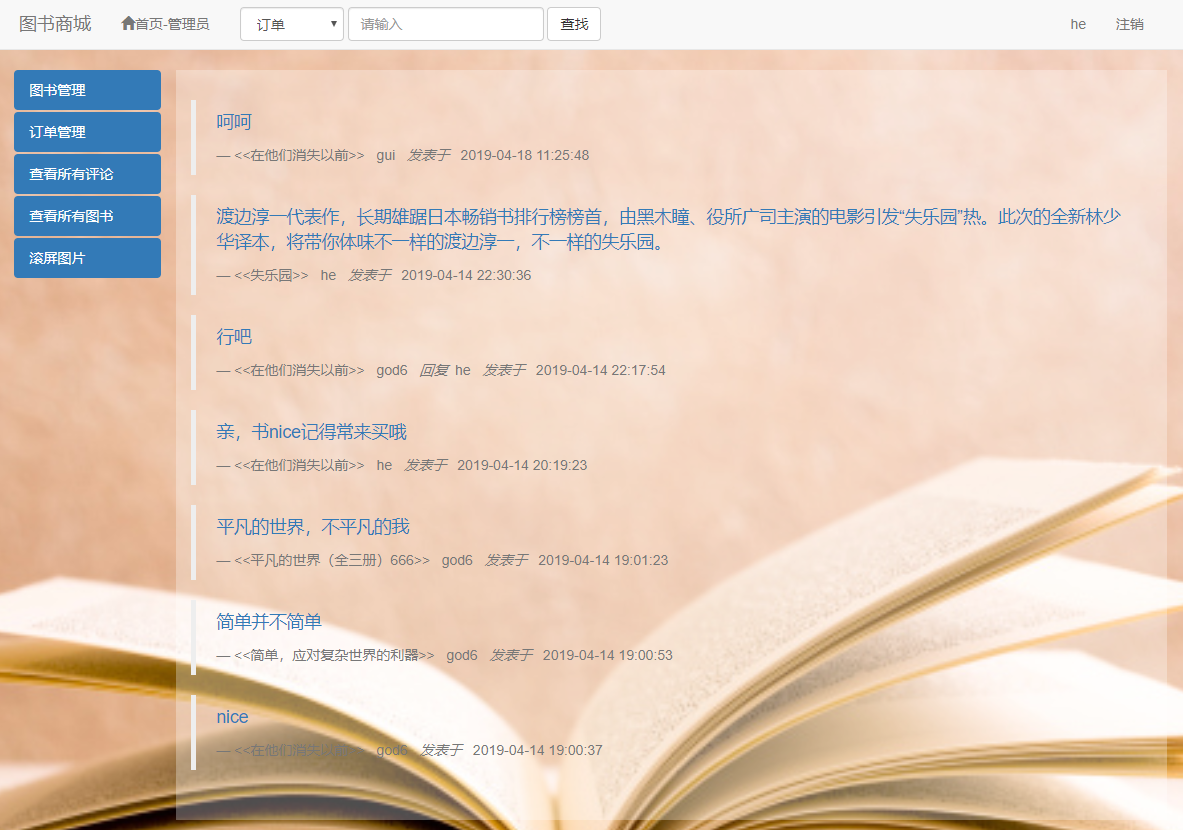 图书商城 首页-管理员 订单 请输入 查找 he 注销
图书管理
订单管理
查看所有评论
查看所有图书
滚屏图片
呵呵
— <<在他们消失以前>> gui 发表于 2019-04-18 11:25:48
渡边淳一代表作，长期雄踞日本畅销书排行榜榜首，由黑木瞳、役所广司主演的电影引发“失乐园”热。此次的全新林少
华译本，将带你体味不一样的渡边淳一，不一样的失乐园。
— <<失乐园>> he 发表于 2019-04-14 22:30:36
行吧
— <<在他们消失以前>> god6 回复 he 发表于 2019-04-14 22:17:54
亲，书nice记得常来买哦
— <<在他们消失以前>> he 发表于 2019-04-14 20:19:23
平凡的世界，不平凡的我
— <<平凡的世界（全三册）666>> god6 发表于 2019-04-14 19:01:23
简单并不简单
— <<简单，应对复杂世界的利器>> god6 发表于 2019-04-14 19:00:53
nice
— <<在他们消失以前>> god6 发表于 2019-04-14 19:00:37